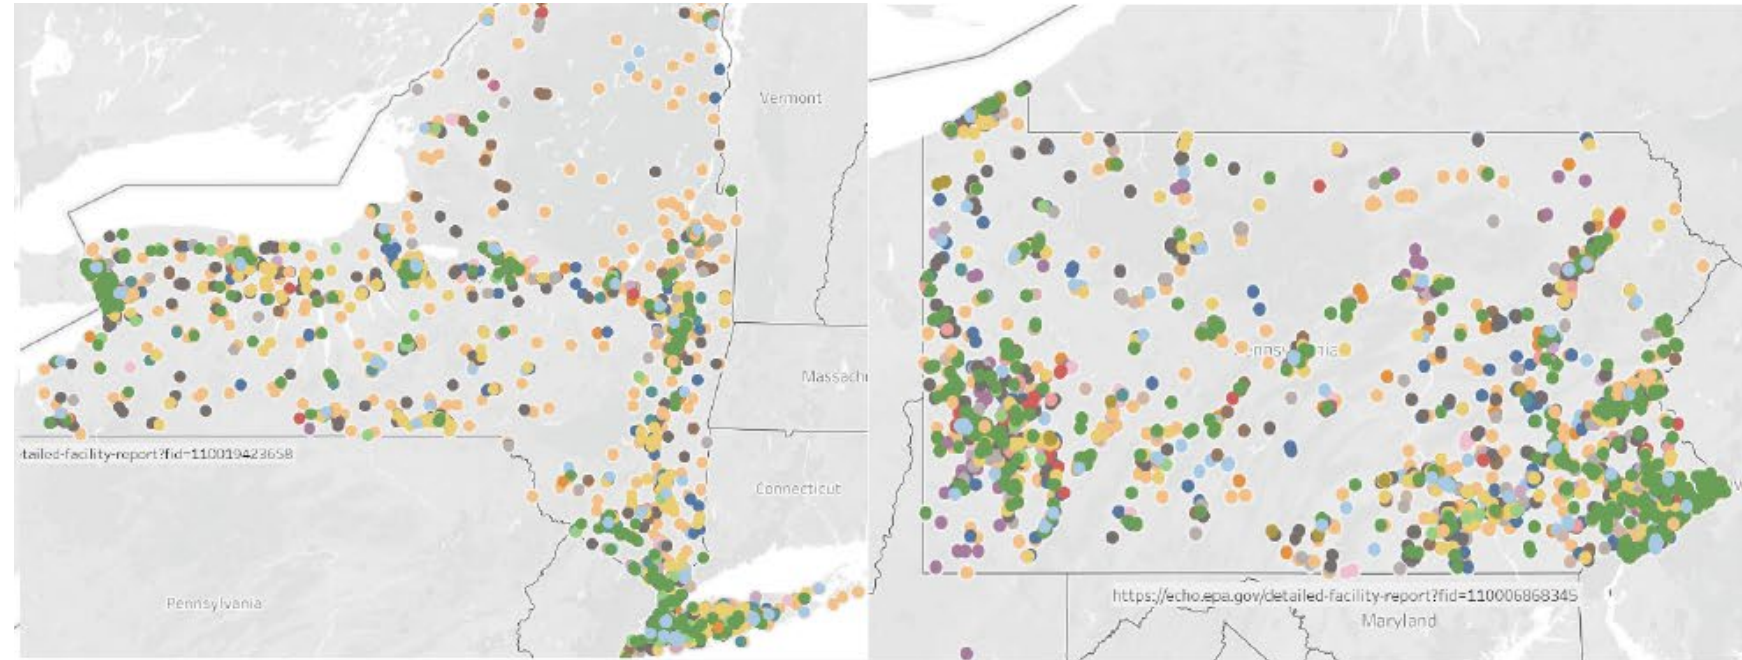 Vermont
Massach
tailed-facility-report?fid=110019423658
Connecticut
Pennsylvania
https://echo.epa.gov/detailed-facility-report?fid=110006868345
Maryland